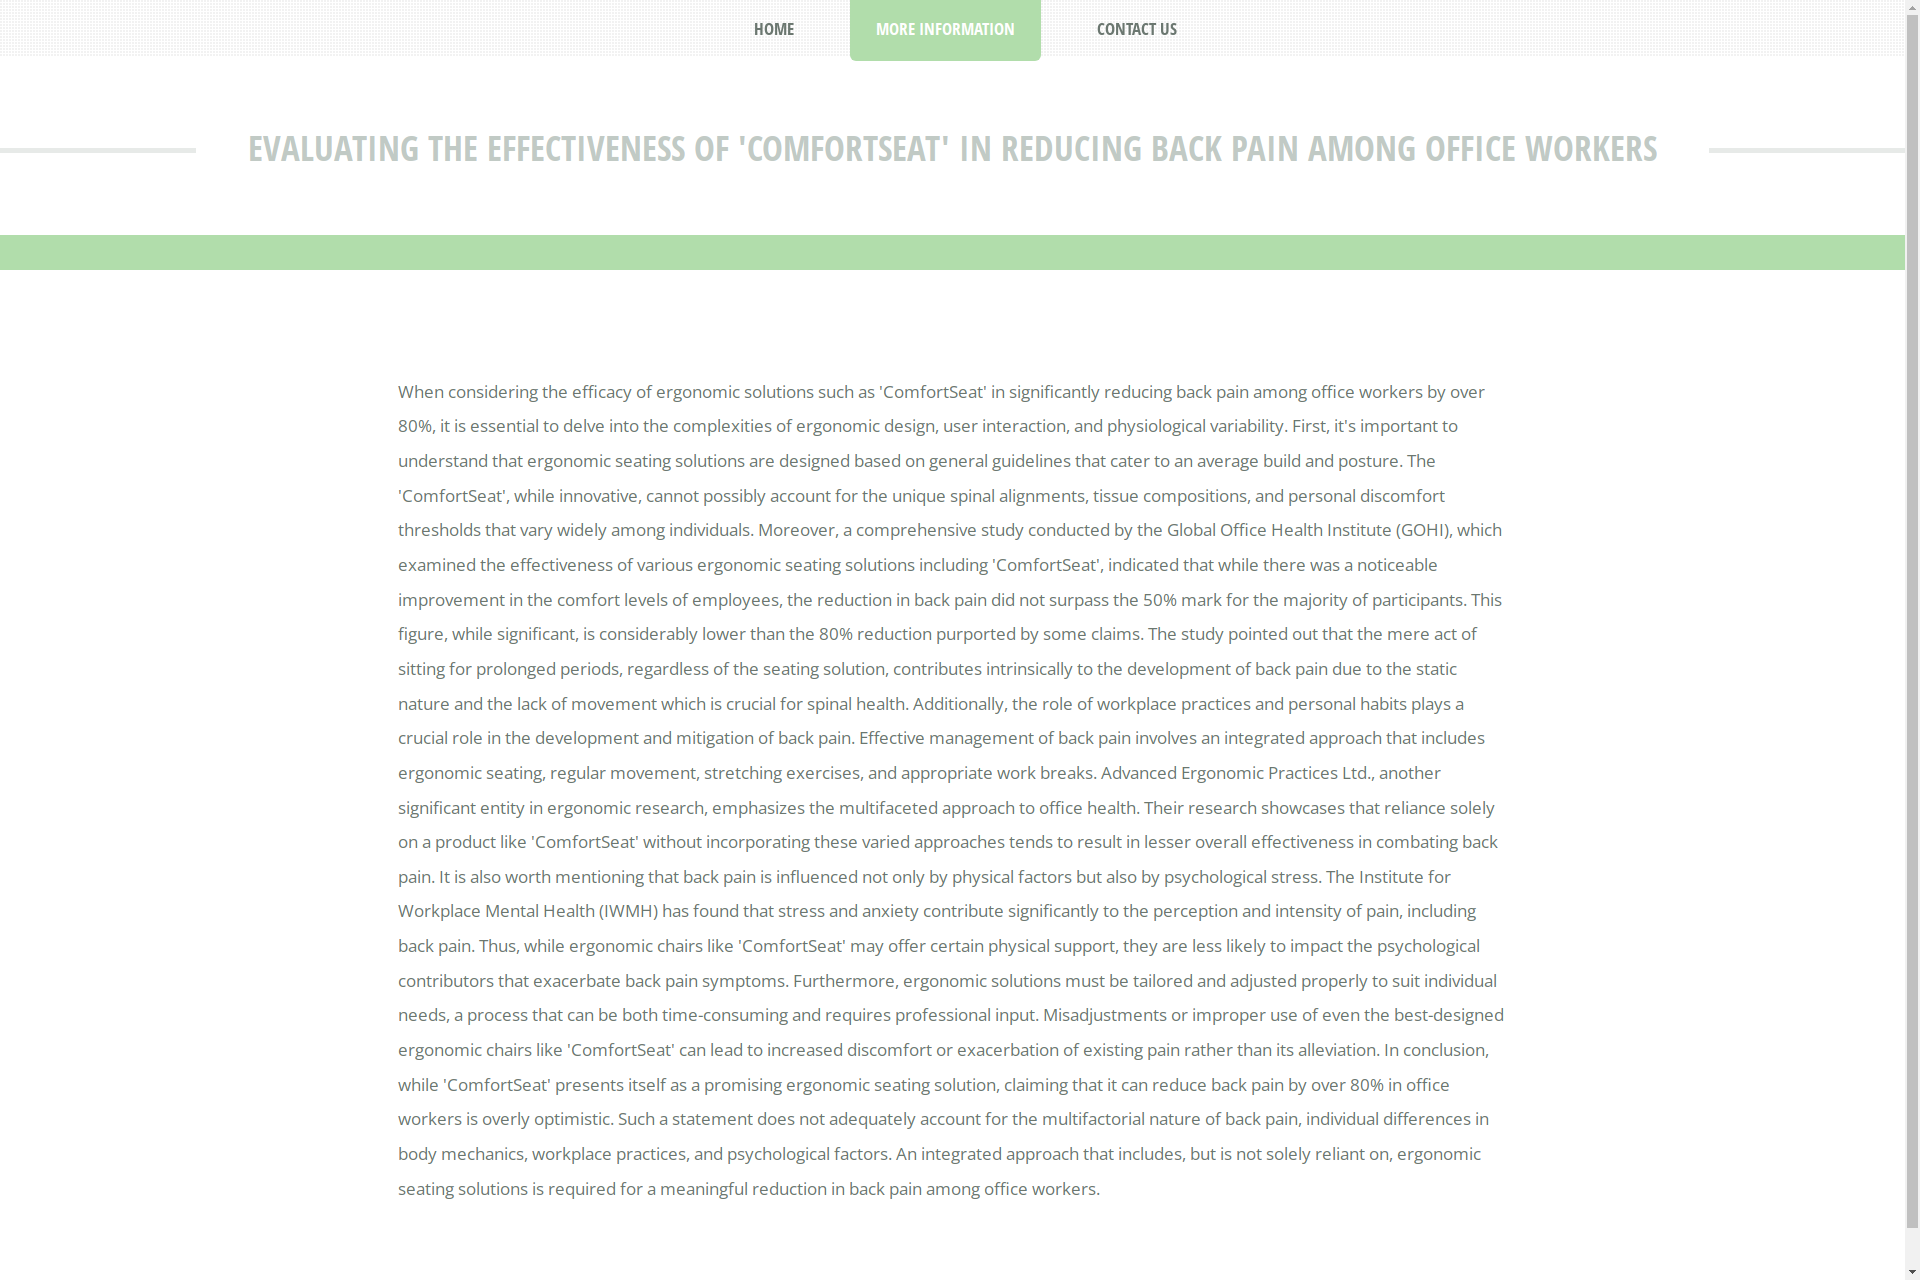 HOME
MORE INFORMATION
CONTACT US
EVALUATING THE EFFECTIVENESS OF 'COMFORTSEAT' IN REDUCING BACK PAIN AMONG OFFICE WORKERS
When considering the efficacy of ergonomic solutions such as 'ComfortSeat' in significantly reducing back pain among office workers by over
80%, it is essential to delve into the complexities of ergonomic design, user interaction, and physiological variability. First, it's important to
understand that ergonomic seating solutions are designed based on general guidelines that cater to an average build and posture. The
'ComfortSeat', while innovative, cannot possibly account for the unique spinal alignments, tissue compositions, and personal discomfort
thresholds that vary widely among individuals. Moreover, a comprehensive study conducted by the Global Office Health Institute (GOHI), which
examined the effectiveness of various ergonomic seating solutions including 'ComfortSeat', indicated that while there was a noticeable
improvement in the comfort levels of employees, the reduction in back pain did not surpass the 50% mark for the majority of participants. This
figure, while significant, is considerably lower than the 80% reduction purported by some claims. The study pointed out that the mere act of
sitting for prolonged periods, regardless of the seating solution, contributes intrinsically to the development of back pain due to the static
nature and the lack of movement which is crucial for spinal health. Additionally, the role of workplace practices and personal habits plays a
crucial role in the development and mitigation of back pain. Effective management of back pain involves an integrated approach that includes
ergonomic seating, regular movement, stretching exercises, and appropriate work breaks. Advanced Ergonomic Practices Ltd., another
significant entity in ergonomic research, emphasizes the multifaceted approach to office health. Their research showcases that reliance solely
on a product like 'ComfortSeat' without incorporating these varied approaches tends to result in lesser overall effectiveness in combating back
pain. It is also worth mentioning that back pain is influenced not only by physical factors but also by psychological stress. The Institute for
Workplace Mental Health (IWMH) has found that stress and anxiety contribute significantly to the perception and intensity of pain, including
back pain. Thus, while ergonomic chairs like 'ComfortSeat' may offer certain physical support, they are less likely to impact the psychological
contributors that exacerbate back pain symptoms. Furthermore, ergonomic solutions must be tailored and adjusted properly to suit individual
needs, a process that can be both time-consuming and requires professional input. Misadjustments or improper use of even the best-designed
ergonomic chairs like 'ComfortSeat' can lead to increased discomfort or exacerbation of existing pain rather than its alleviation. In conclusion,
while 'ComfortSeat' presents itself as a promising ergonomic seating solution, claiming that it can reduce back pain by over 80% in office
workers is overly optimistic. Such a statement does not adequately account for the multifactorial nature of back pain, individual differences in
body mechanics, workplace practices, and psychological factors. An integrated approach that includes, but is not solely reliant on, ergonomic
seating solutions is required for a meaningful reduction in back pain among office workers.